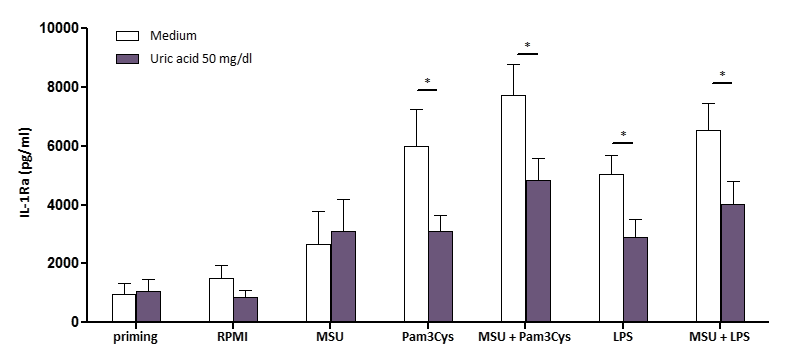 10000
8000
6000
4000
2000
0
IL-1Ra (pg/ml)
Medium
Uric acid 50 mg/dl
*
*
*
*
priming RPMI MSU Pam3Cys MSU + Pam3Cys LPS MSU + LPS